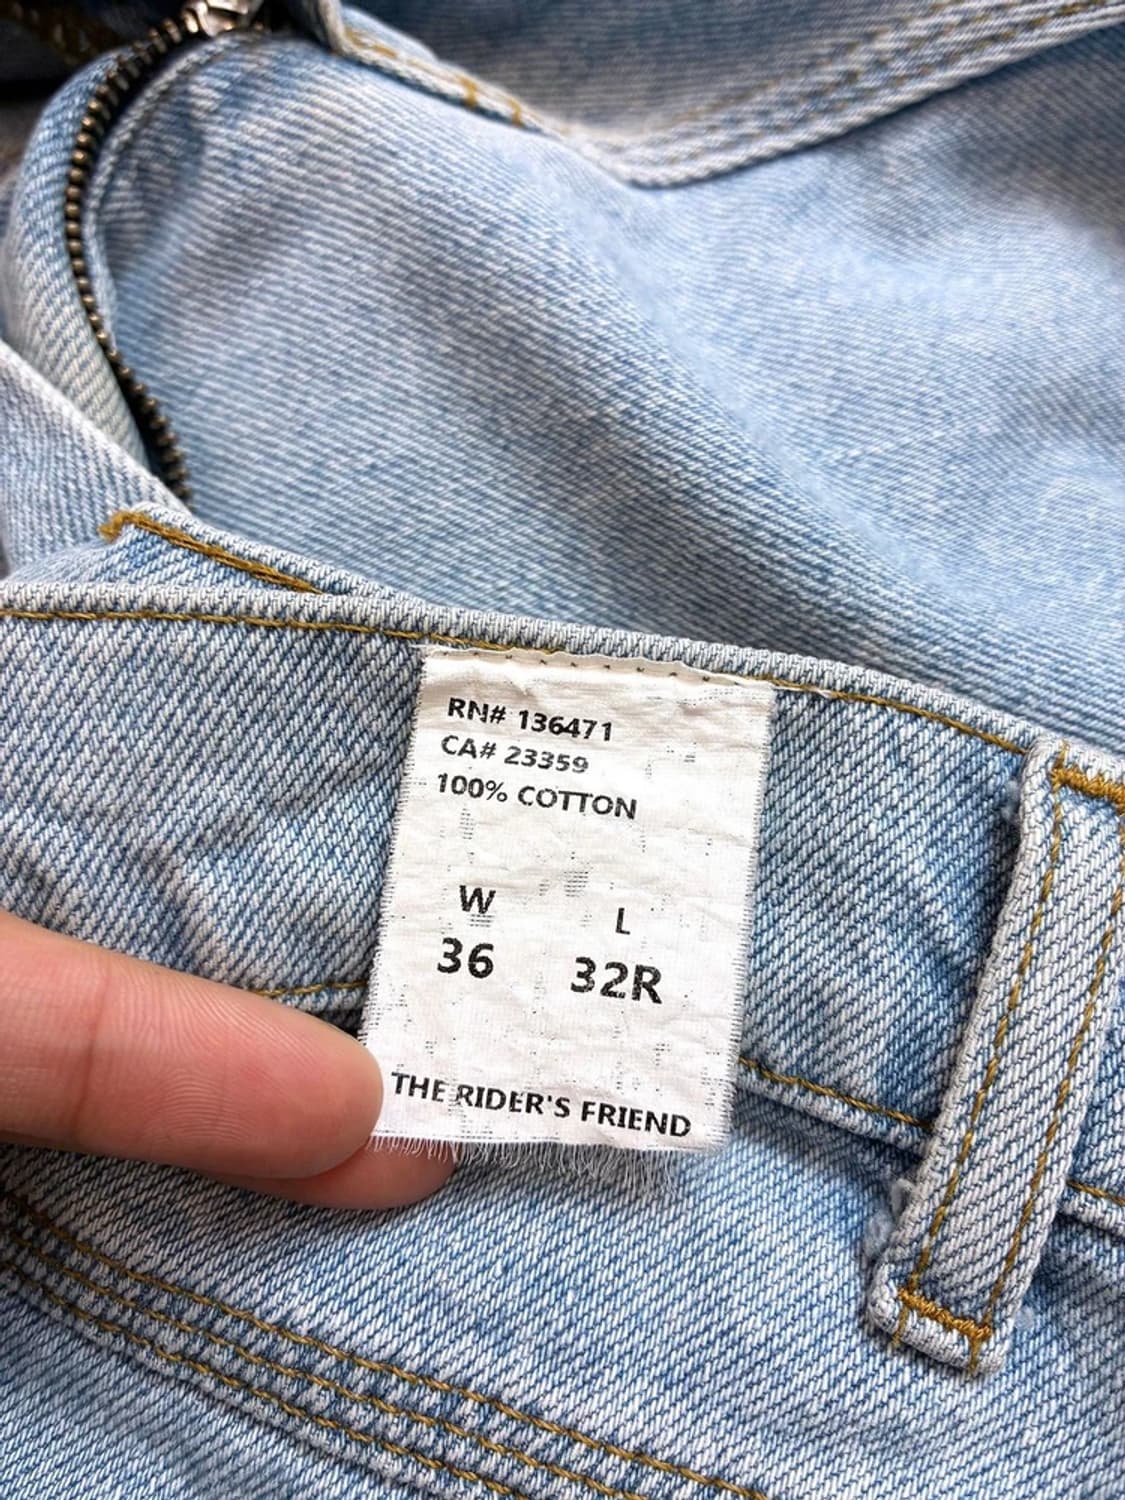 RN# 136471
CA# 23359
100% COTTON
W L
36 32R
THE RIDER'S FRIEND